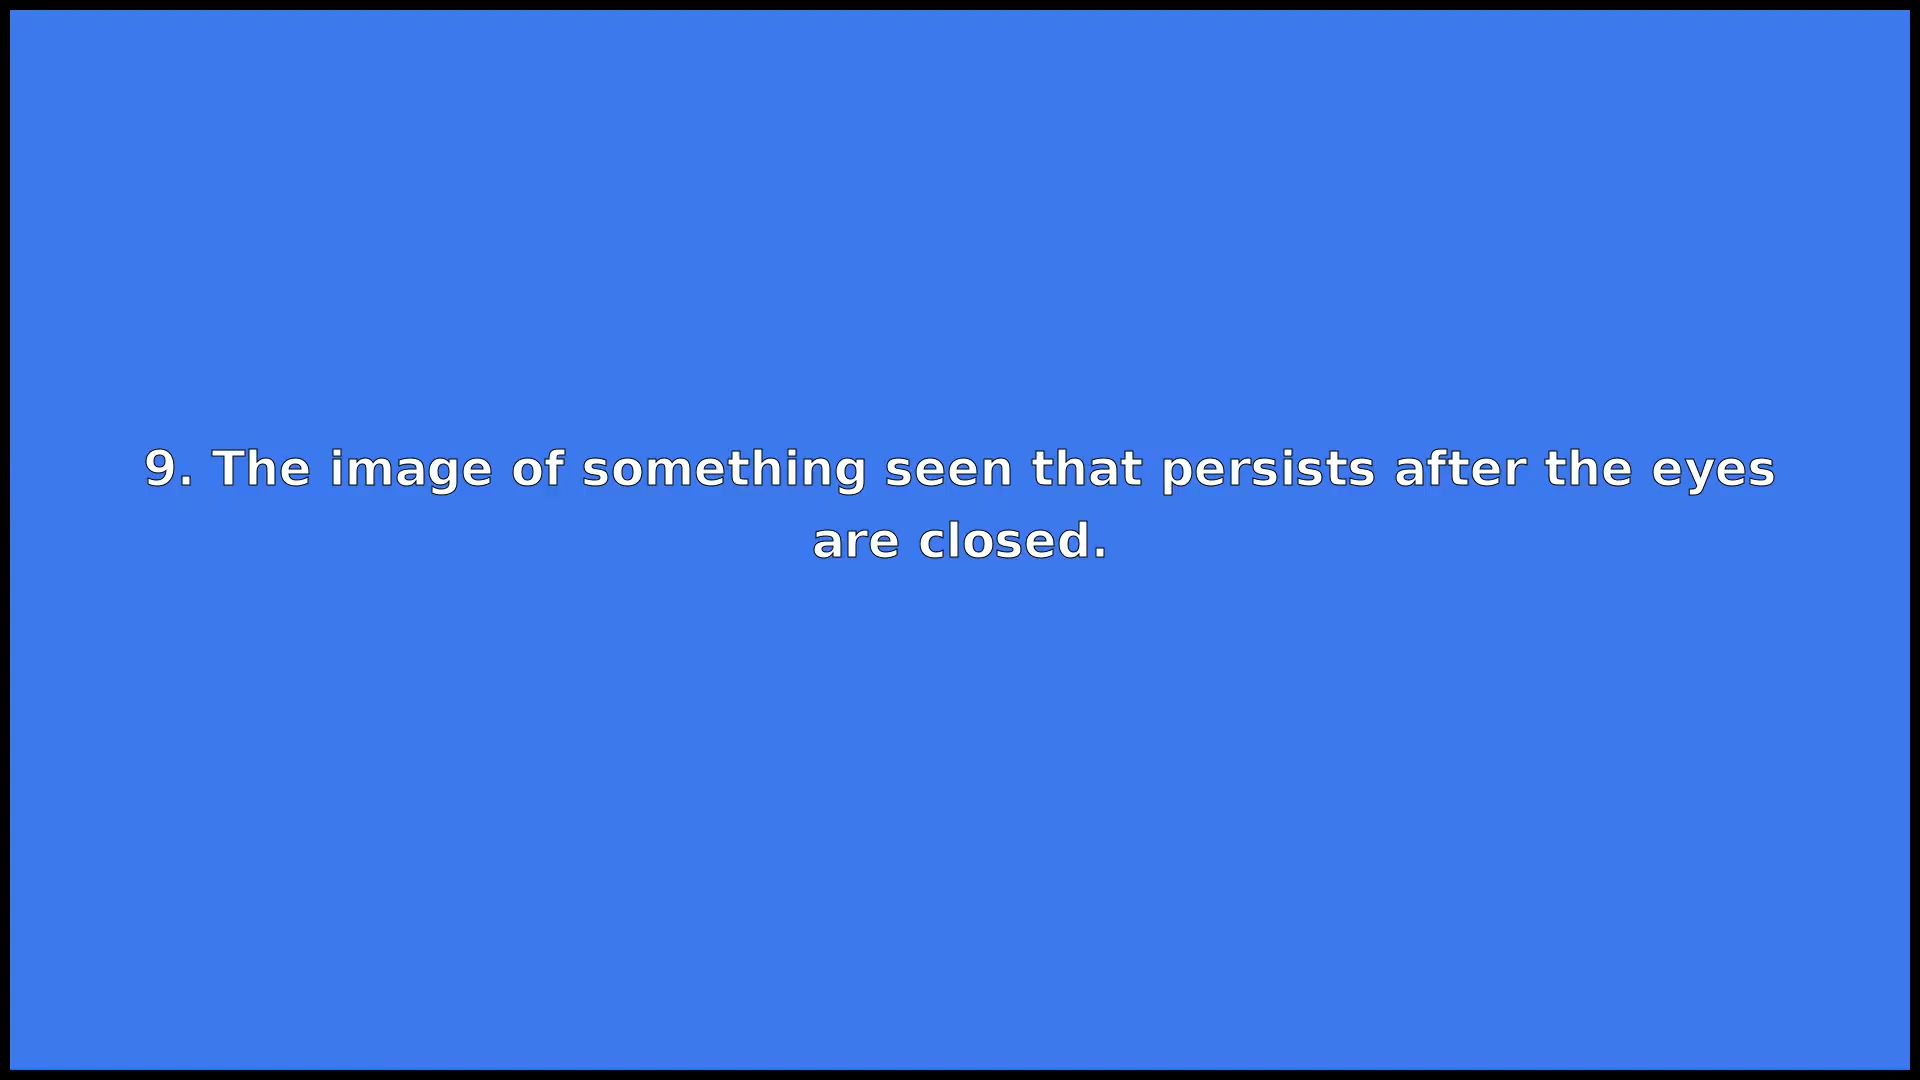 9. The image of something seen that persists after the eyes
are closed.